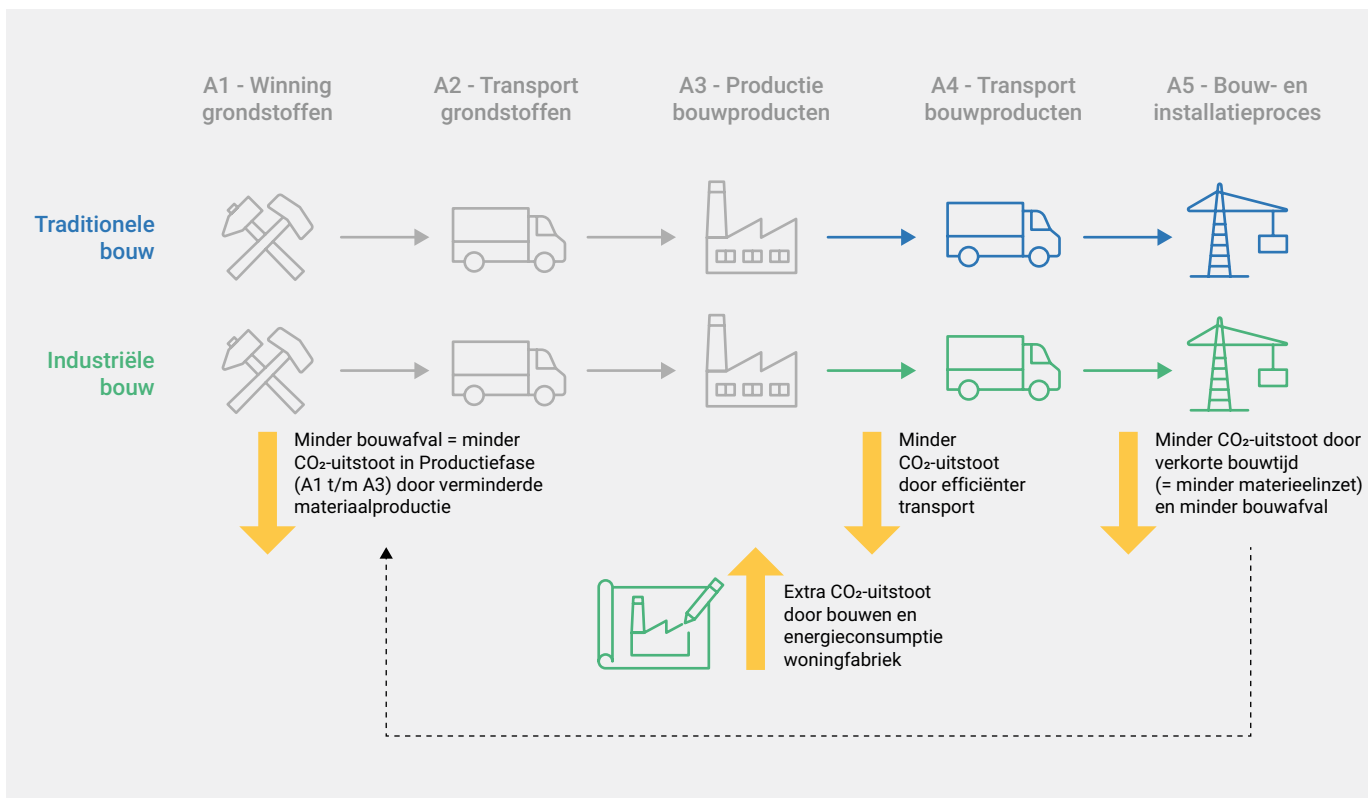 A1 - Winning
grondstoffen
A2 - Transport
grondstoffen
A3 - Productie
bouwproducten
A4 - Transport
bouwproducten
A5 - Bouw- en
installatieproces
Traditionele
bouw
Industriële
bouw
Minder bouwafval = minder
CO₂-uitstoot in Productiefase
(A1 t/m A3) door verminderde
materiaalproductie
Minder
CO₂-uitstoot
door efficiënter
transport
Minder CO₂-uitstoot door
verkorte bouwtijd
(= minder materieelinzet)
en minder bouwafval
Extra CO₂-uitstoot
door bouwen en
energieconsumptie
woningfabriek